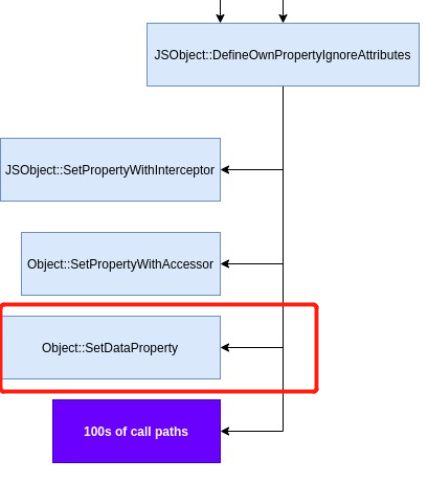 JSObject::DefineOwnPropertyIgnoreAttributes
JSObject::SetPropertyWithInterceptor
Object::SetPropertyWithAccessor
Object::SetDataProperty
100s of call paths